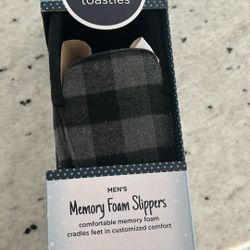 toasties
MEN'S
Memory Foam Slippers
comfortable memory foam
cradles feet in customized comfort